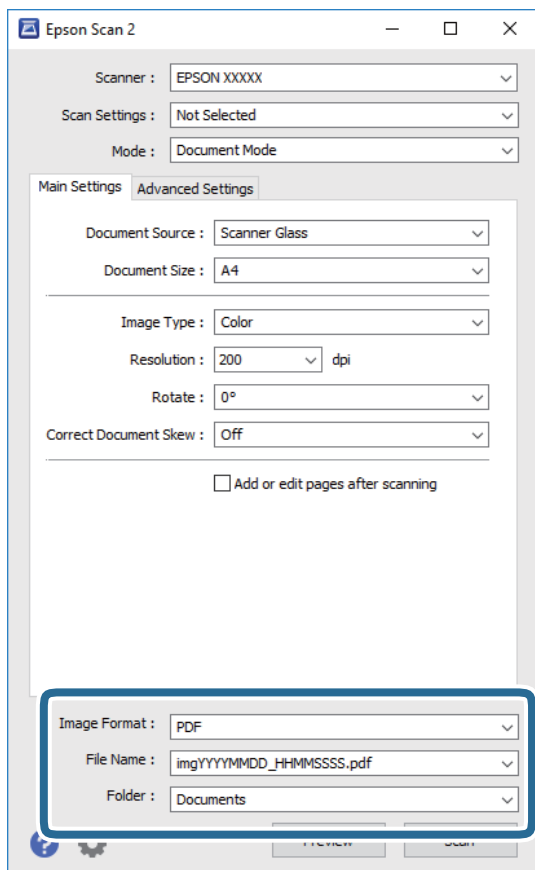 Epson Scan 2
Scanner : EPSON XXXXX
Scan Settings : Not Selected
Mode : Document Mode
Main Settings Advanced Settings
Document Source : Scanner Glass
Document Size : A4
Image Type : Color
Resolution : 200 dpi
Rotate : 0°
Correct Document Skew : Off
Add or edit pages after scanning
Image Format : PDF
File Name : imgYYYYMMDD_HHMMSSSS.pdf
Folder : Documents
? Preview Scan